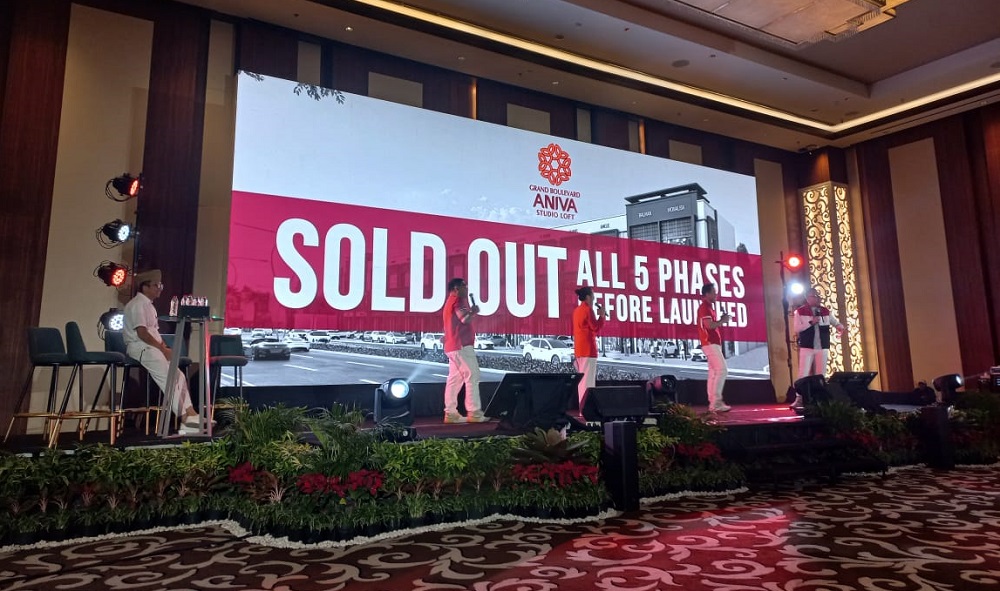 GRAND BOULEVARD
ANIVA
STUDIO LOFT
SOLD OUT
ALL 5 PHASES
BEFORE LAUNCHED